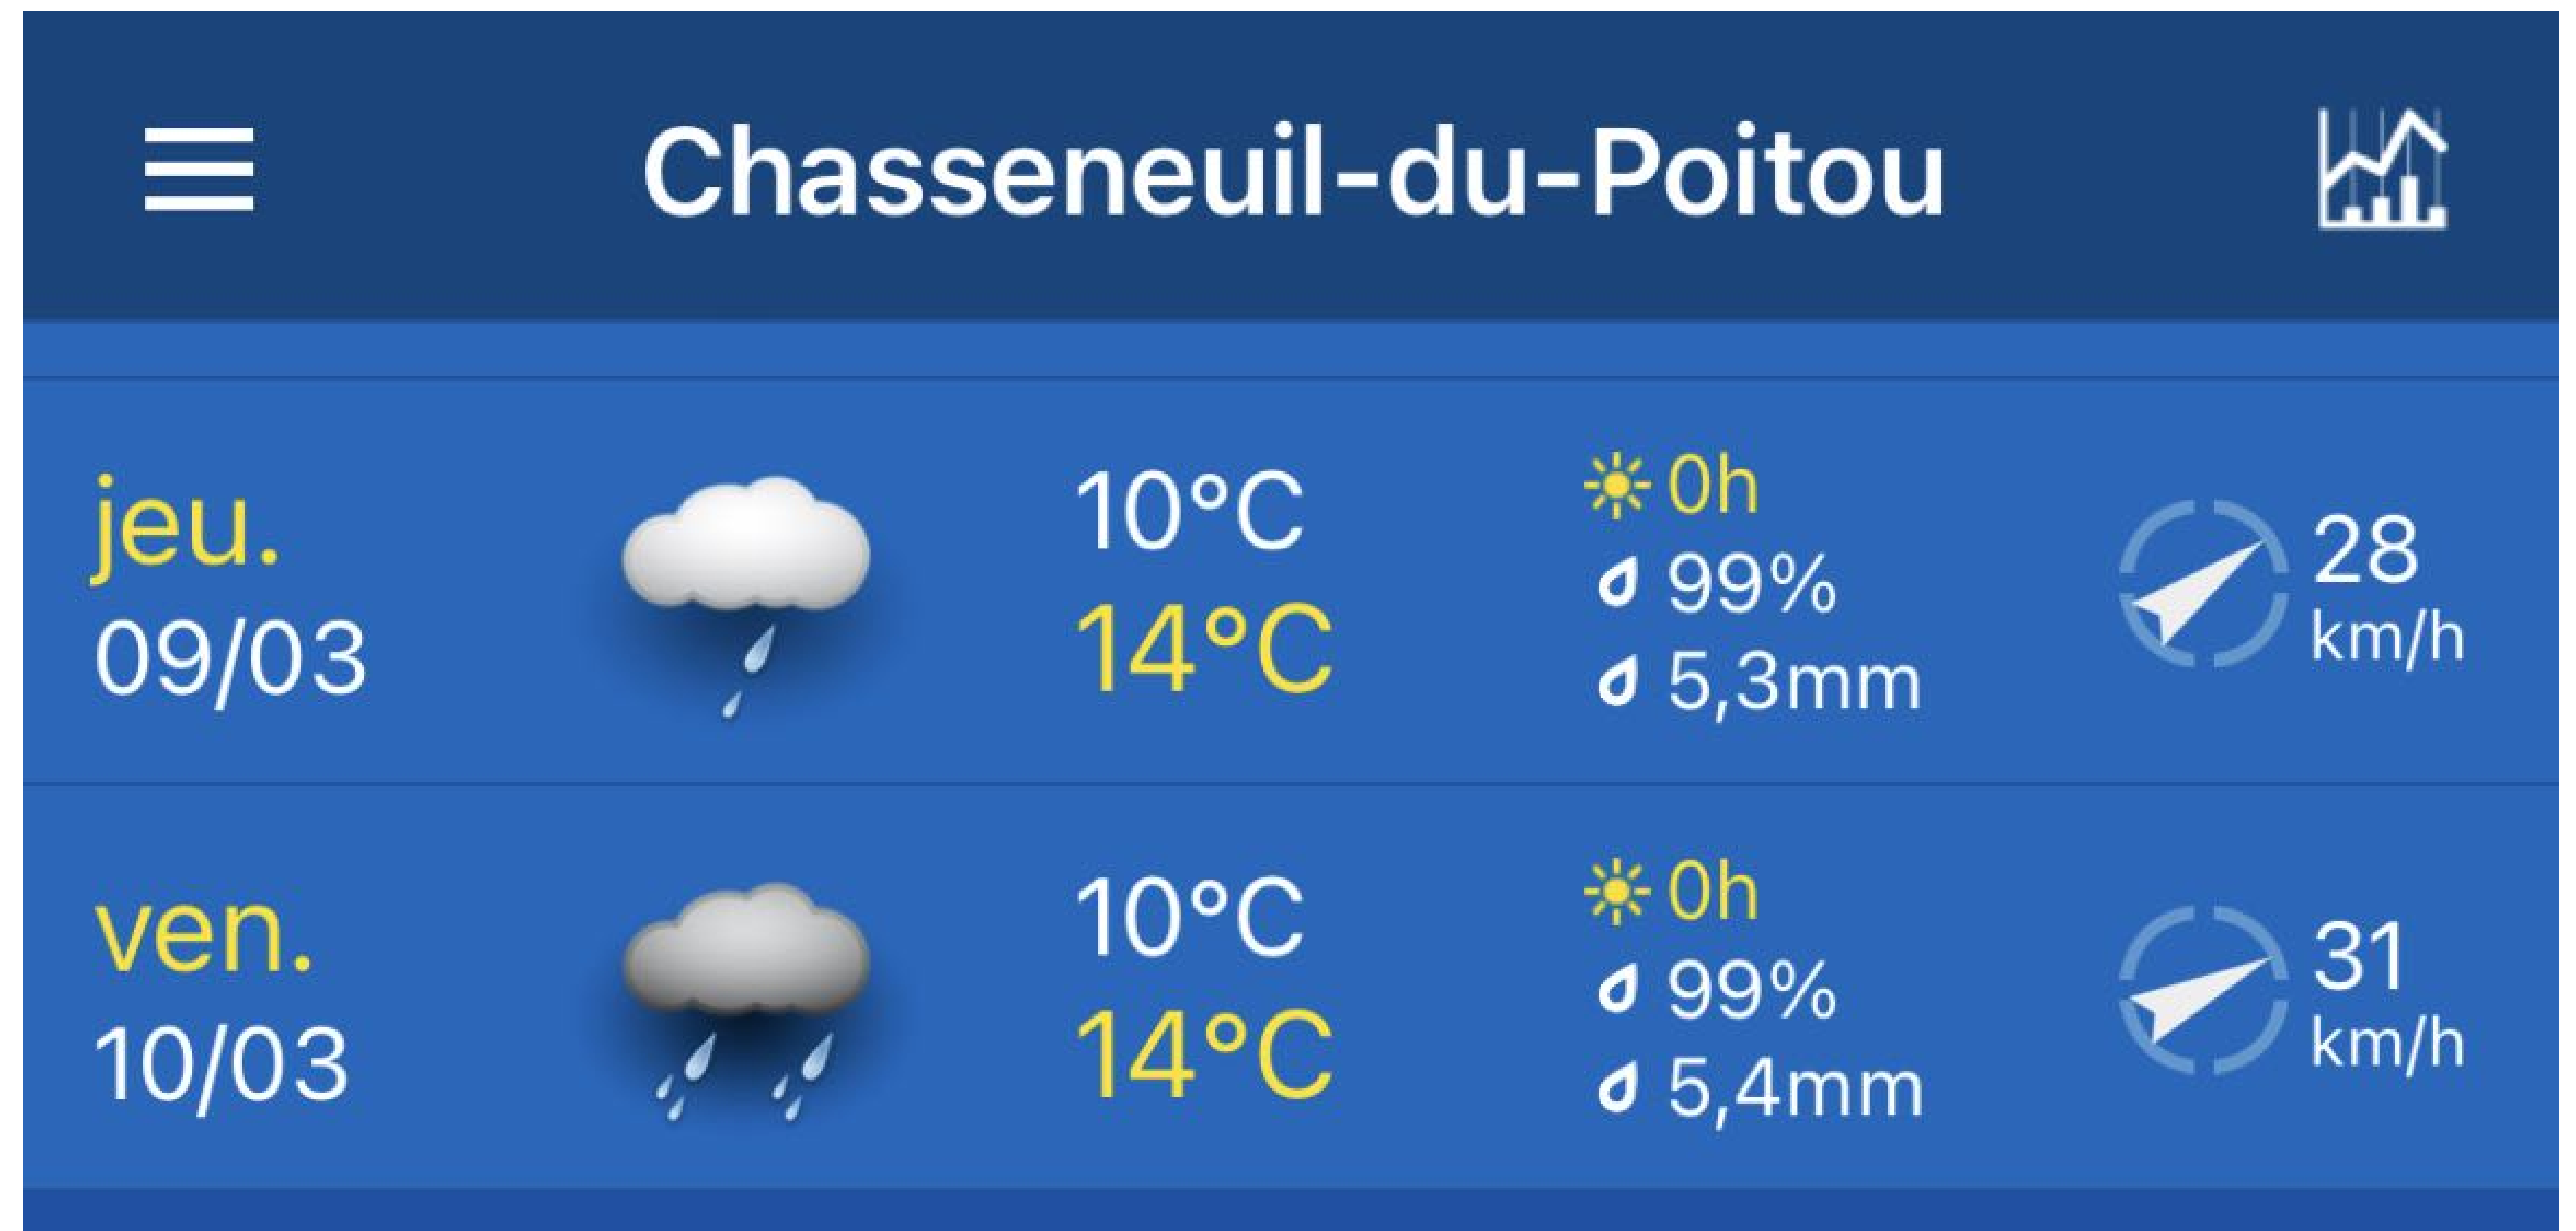 Chasseneuil-du-Poitou
jeu.
09/03
10°C
14°C
0h
99%
5,3mm
28
km/h
ven.
10/03
10°C
14°C
0h
99%
5,4mm
31
km/h